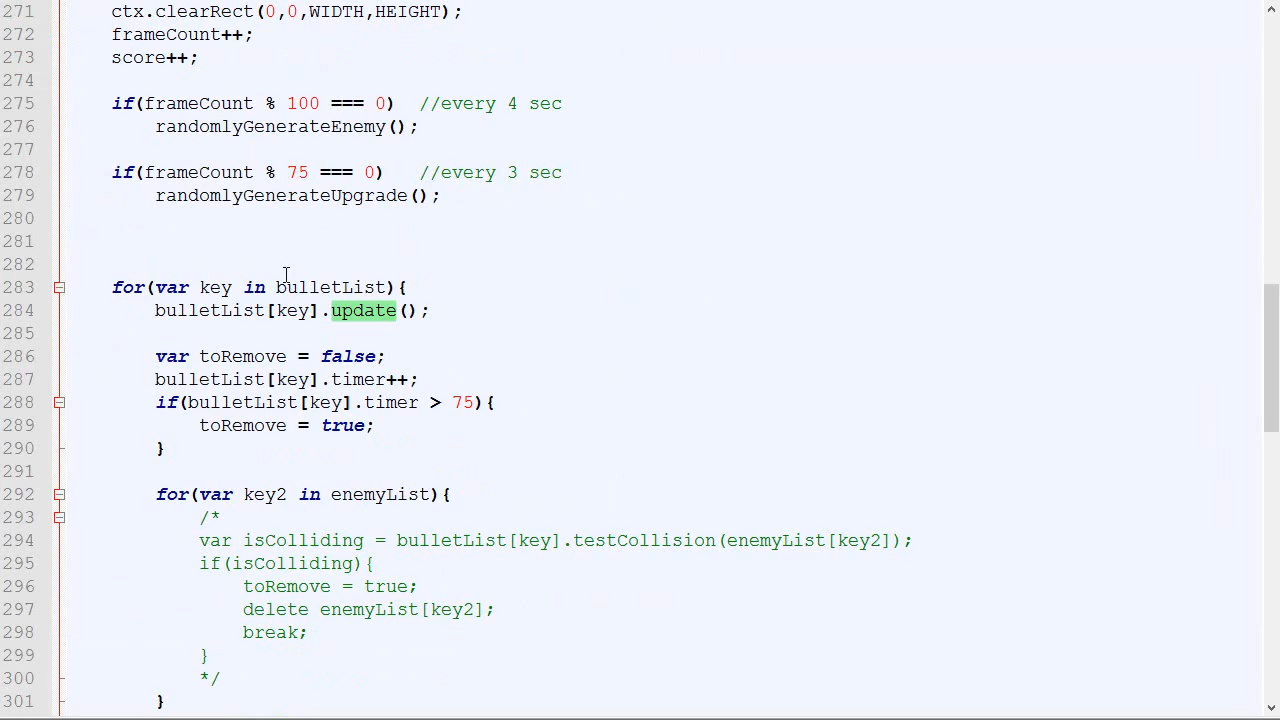 271 ctx.clearRect(0,0,WIDTH,HEIGHT);
272 frameCount++;
273 score++;
274
275 if(frameCount % 100 === 0) //every 4 sec
276 randomlyGenerateEnemy();
277
278 if(frameCount % 75 === 0) //every 3 sec
279 randomlyGenerateUpgrade();
280
281
282
283 for(var key in bulletList){
284 bulletList[key].update();
285
286 var toRemove = false;
287 bulletList[key].timer++;
288 if(bulletList[key].timer > 75){
289 toRemove = true;
290 }
291
292 for(var key2 in enemyList){
293 /*
294 var isColliding = bulletList[key].testCollision(enemyList[key2]);
295 if(isColliding){
296 toRemove = true;
297 delete enemyList[key2];
298 break;
299 }
300 */
301 }